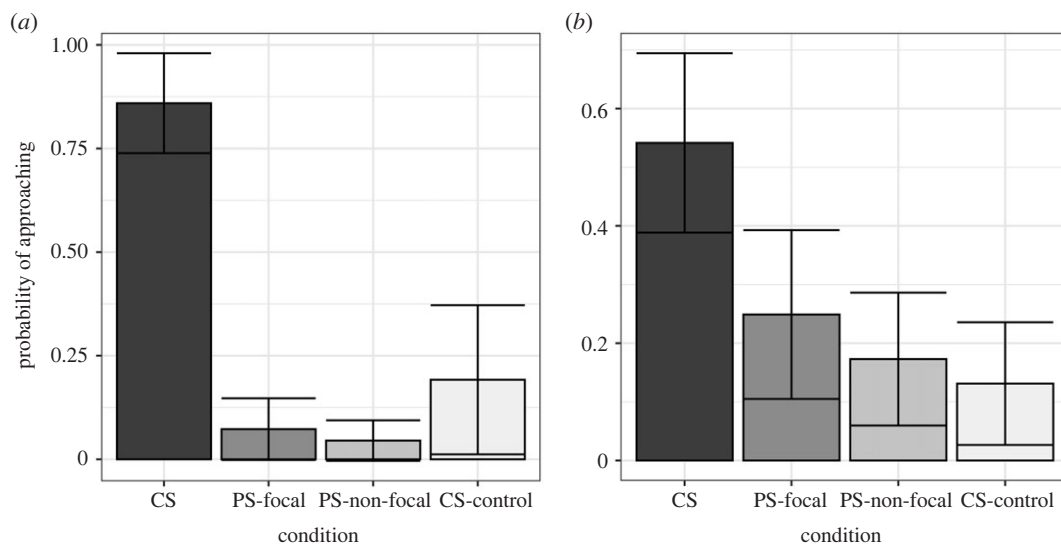 (a)
(b)
probability of approaching
1.00
0.75
0.50
0.25
0
0.6
0.4
0.2
0
CS PS-focal PS-non-focal CS-control
CS PS-focal PS-non-focal CS-control
condition
condition